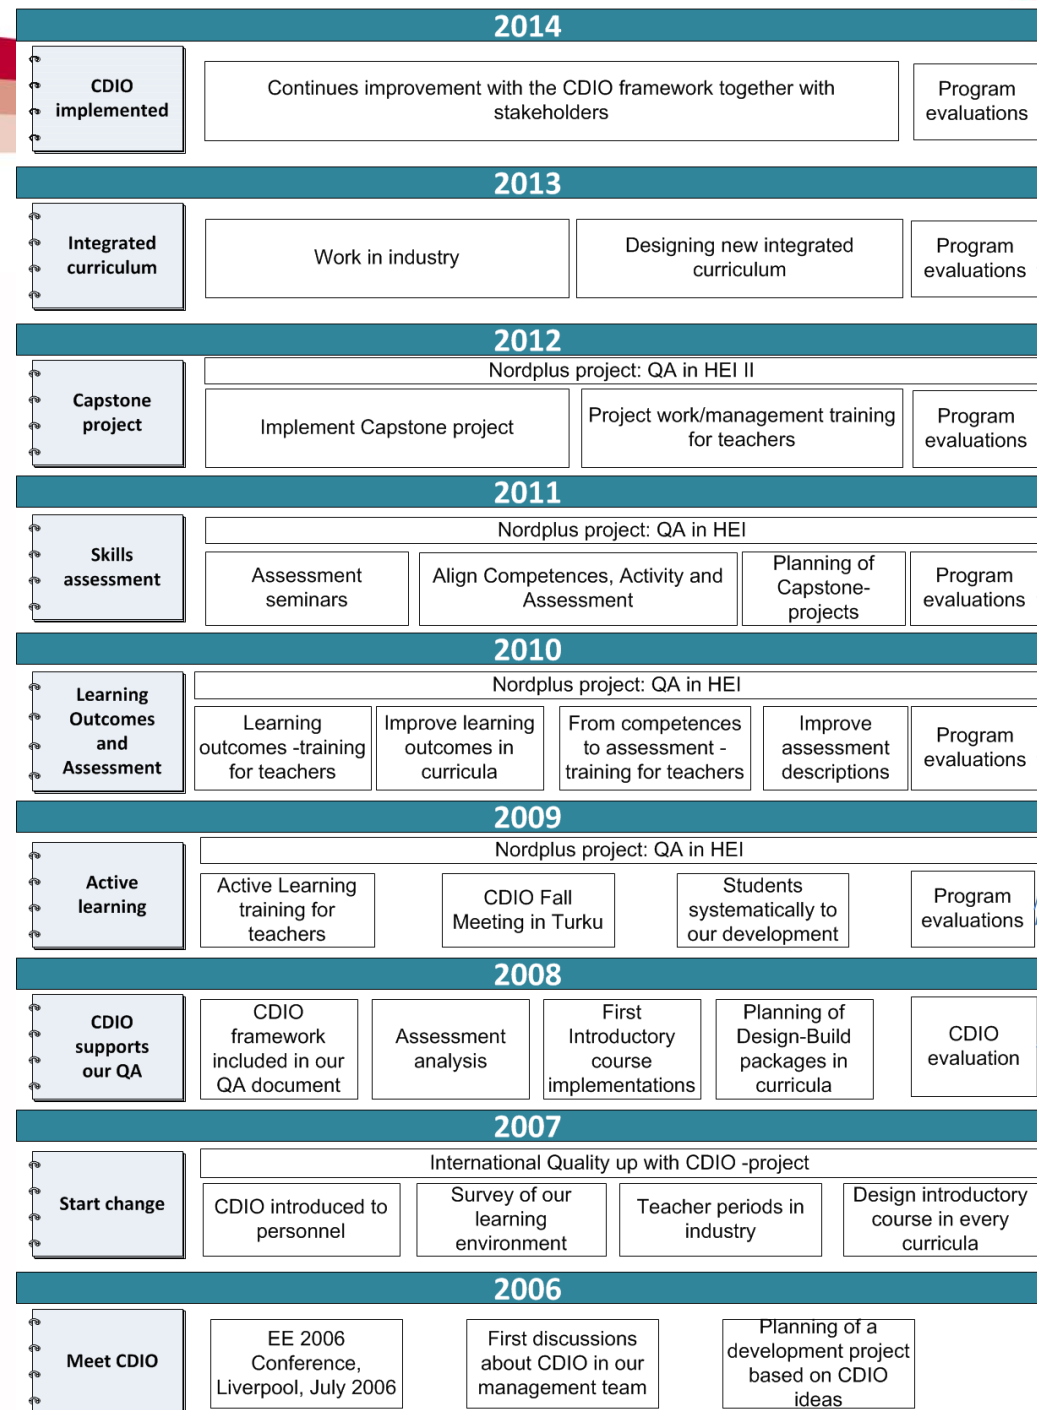 2014
CDIO
implemented
Continues improvement with the CDIO framework together with
stakeholders
Program
evaluations
2013
Integrated
curriculum
Work in industry
Designing new integrated
curriculum
Program
evaluations
2012
Capstone
project
Nordplus project: QA in HEI II
Implement Capstone project
Project work/management training
for teachers
Program
evaluations
2011
Skills
assessment
Nordplus project: QA in HEI
Assessment
seminars
Align Competences, Activity and
Assessment
Planning of
Capstone-
projects
Program
evaluations
2010
Learning
Outcomes
and
Assessment
Nordplus project: QA in HEI
Learning
outcomes -training
for teachers
Improve learning
outcomes in
curricula
From competences
to assessment -
training for teachers
Improve
assessment
descriptions
Program
evaluations
2009
Active
learning
Nordplus project: QA in HEI
Active Learning
training for
teachers
CDIO Fall
Meeting in Turku
Students
systematically to
our development
Program
evaluations
2008
CDIO
supports
our QA
CDIO
framework
included in our
QA document
Assessment
analysis
First
Introductory
course
implementations
Planning of
Design-Build
packages in
curricula
CDIO
evaluation
2007
Start change
International Quality up with CDIO -project
CDIO introduced to
personnel
Survey of our
learning
environment
Teacher periods in
industry
Design introductory
course in every
curricula
2006
Meet CDIO
EE 2006
Conference,
Liverpool, July 2006
First discussions
about CDIO in our
management team
Planning of a
development project
based on CDIO
ideas